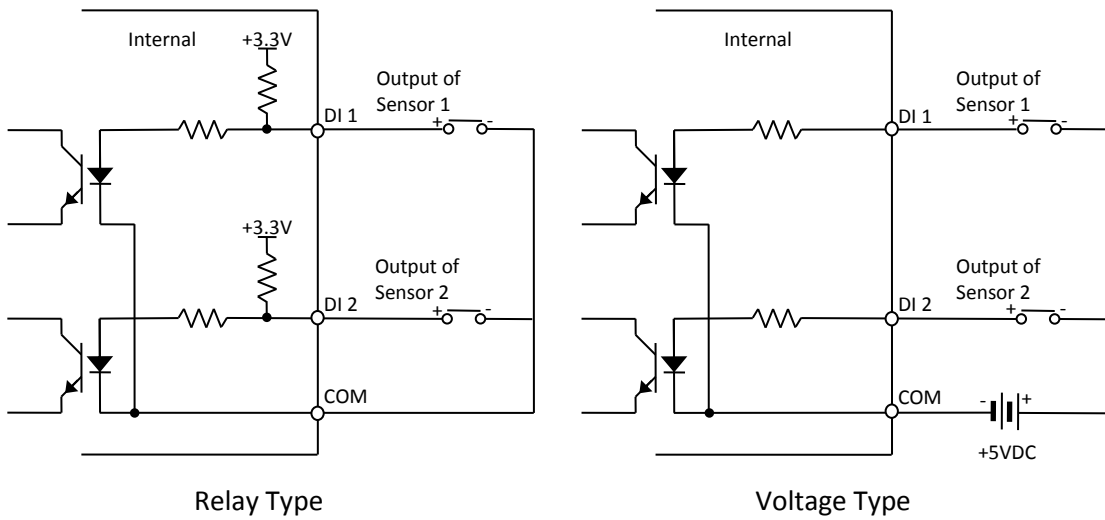 Internal
+3.3V
Output of
Sensor 1
DI 1
+ -
+3.3V
Output of
Sensor 2
DI 2
+ -
COM
Relay Type
Internal
Output of
Sensor 1
DI 1
+ -
Output of
Sensor 2
DI 2
+ -
COM
- +
+5VDC
Voltage Type